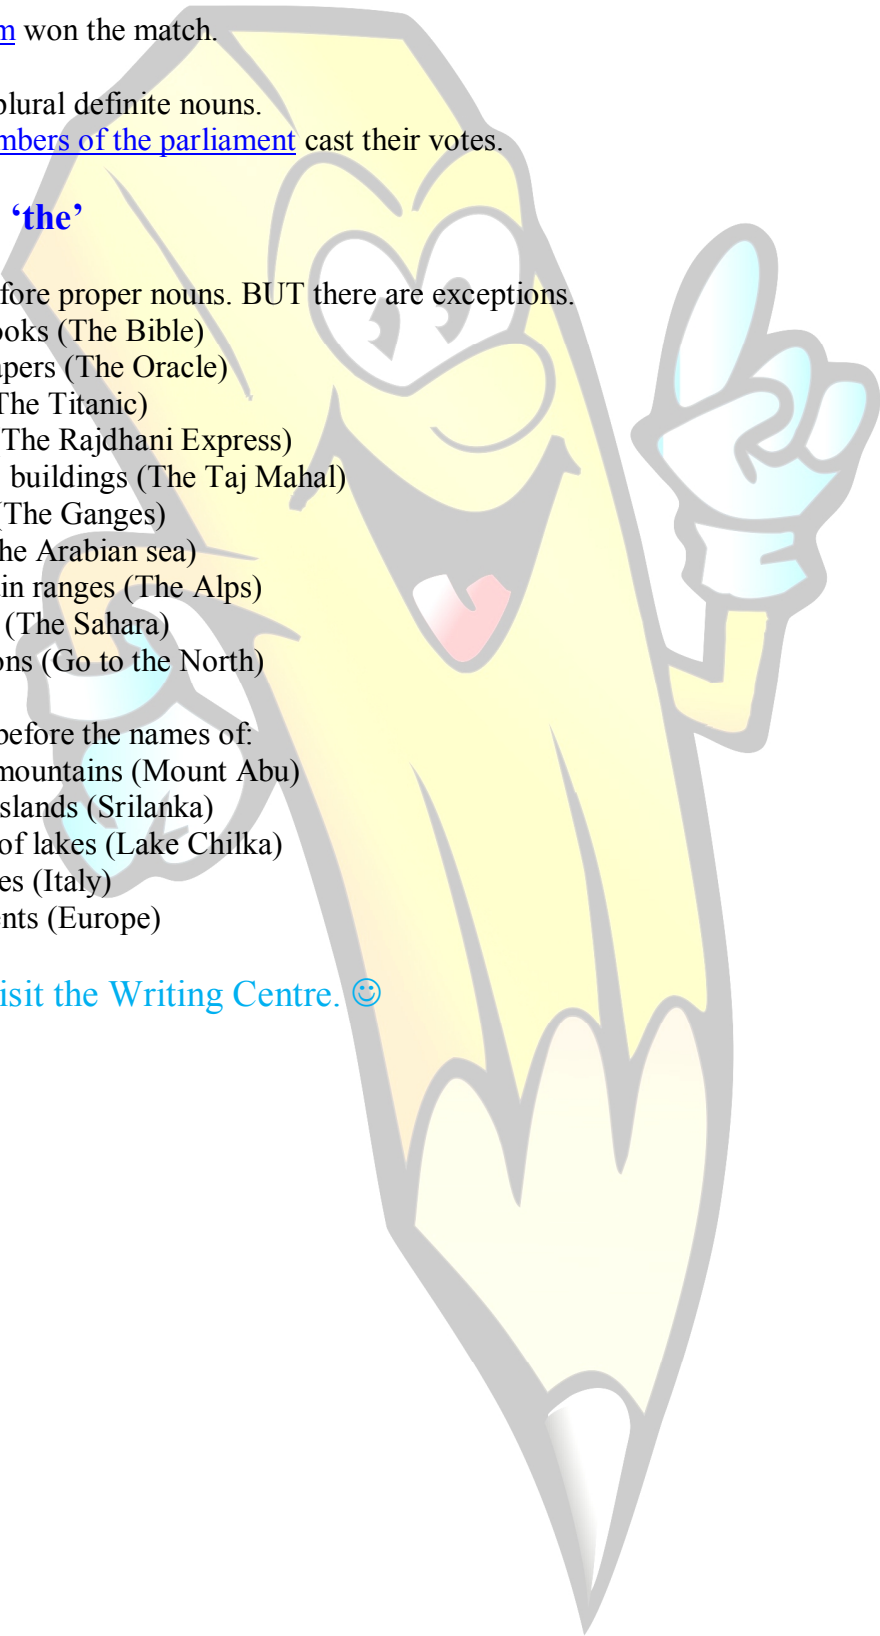 m won the match.
plural definite nouns.
mbers of the parliament cast their votes.
‘the’
fore proper nouns. BUT there are exceptions.
ooks (The Bible)
apers (The Oracle)
The Titanic)
(The Rajdhani Express)
buildings (The Taj Mahal)
(The Ganges)
he Arabian sea)
in ranges (The Alps)
(The Sahara)
ons (Go to the North)
before the names of:
mountains (Mount Abu)
slands (Srilanka)
of lakes (Lake Chilka)
es (Italy)
ents (Europe)
isit the Writing Centre. ☺